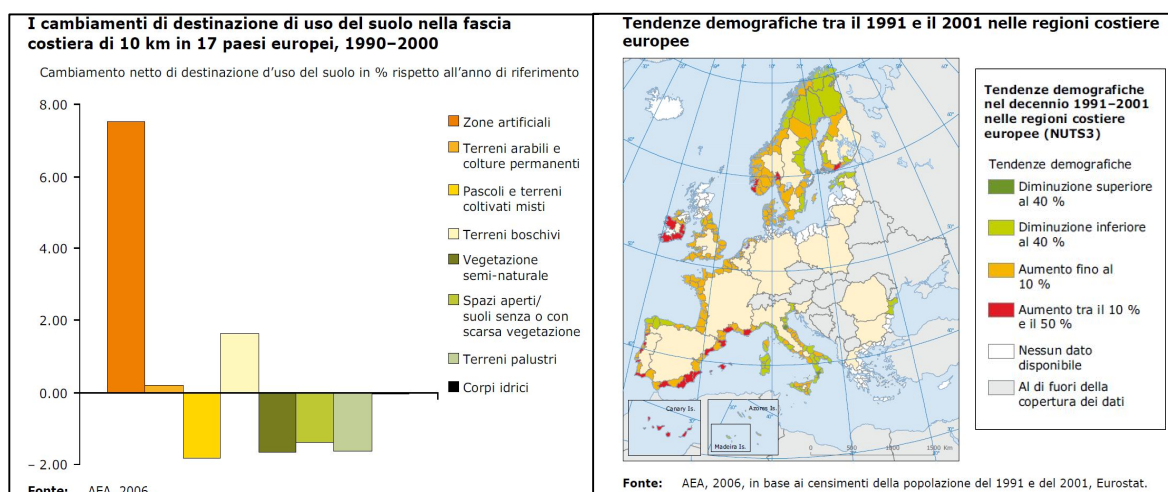 I cambiamenti di destinazione di uso del suolo nella fascia
costiera di 10 km in 17 paesi europei, 1990–2000
Cambiamento netto di destinazione d'uso del suolo in % rispetto all'anno di riferimento
8.00
6.00
4.00
2.00
0.00
– 2.00
Zone artificiali
Terreni arabili e
colture permanenti
Pascoli e terreni
coltivati misti
Terreni boschivi
Vegetazione
semi-naturale
Spazi aperti/
suoli senza o con
scarsa vegetazione
Terreni palustri
Corpi idrici
Fonte: AEA, 2006
Tendenze demografiche tra il 1991 e il 2001 nelle regioni costiere
europee
Canary Is.
Azores Is.
Madeira Is.
0 500 1000 1500 Km
Tendenze demografiche
nel decennio 1991–2001
nelle regioni costiere
europee (NUTS3)
Tendenze demografiche
Diminuzione superiore
al 40 %
Diminuzione inferiore
al 40 %
Aumento fino al
10 %
Aumento tra il 10 %
e il 50 %
Nessun dato
disponibile
Al di fuori della
copertura dei dati
Fonte: AEA, 2006, in base ai censimenti della popolazione del 1991 e del 2001, Eurostat.